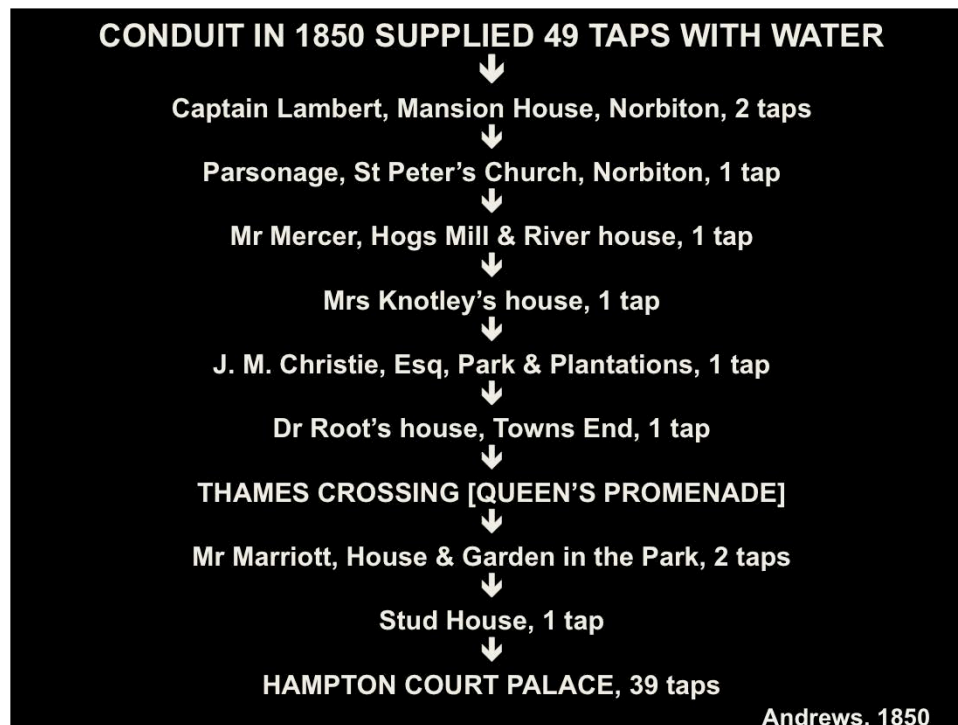 CONDUIT IN 1850 SUPPLIED 49 TAPS WITH WATER
Captain Lambert, Mansion House, Norbiton, 2 taps
Parsonage, St Peter’s Church, Norbiton, 1 tap
Mr Mercer, Hogs Mill & River house, 1 tap
Mrs Knotley’s house, 1 tap
J. M. Christie, Esq, Park & Plantations, 1 tap
Dr Root’s house, Towns End, 1 tap
THAMES CROSSING [QUEEN’S PROMENADE]
Mr Marriott, House & Garden in the Park, 2 taps
Stud House, 1 tap
HAMPTON COURT PALACE, 39 taps
Andrews, 1850